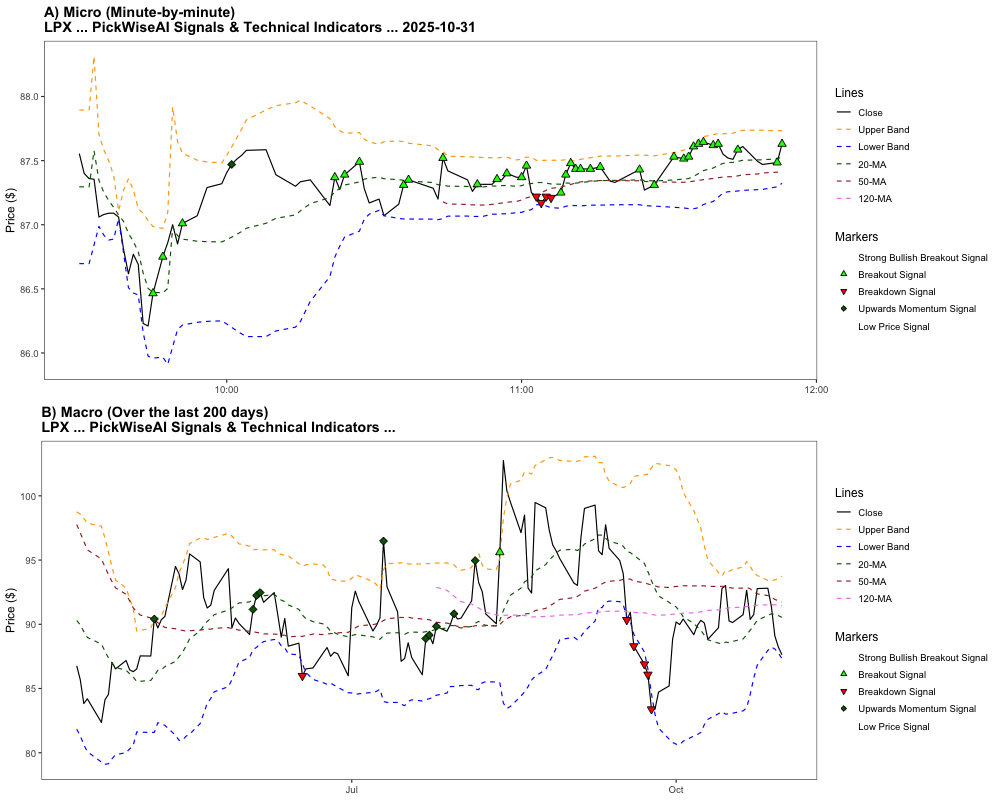 A) Micro (Minute-by-minute)
LPX ... PickWiseAI Signals & Technical Indicators ... 2025-10-31
Price ($)
88.0
87.5
87.0
86.5
86.0
10:00
11:00
12:00
Lines
Close
Upper Band
Lower Band
20-MA
50-MA
120-MA
Markers
Strong Bullish Breakout Signal
Breakout Signal
Breakdown Signal
Upwards Momentum Signal
Low Price Signal
B) Macro (Over the last 200 days)
LPX ... PickWiseAI Signals & Technical Indicators ...
Price ($)
100
95
90
85
80
Jul
Oct
Lines
Close
Upper Band
Lower Band
20-MA
50-MA
120-MA
Markers
Strong Bullish Breakout Signal
Breakout Signal
Breakdown Signal
Upwards Momentum Signal
Low Price Signal